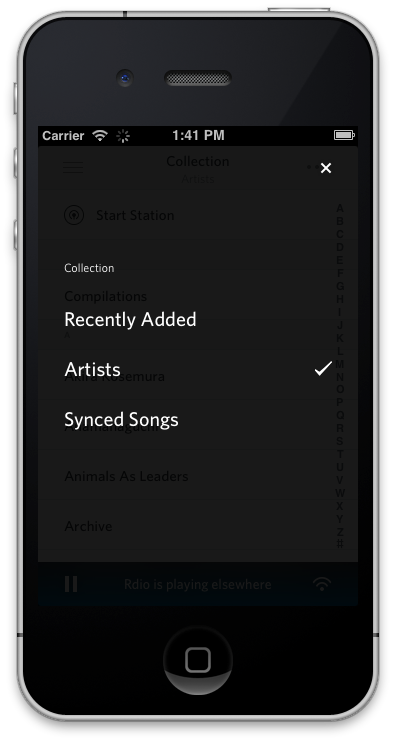 Carrier 1:41 PM
Collection
Artists
Start Station
Collection
Compilations
Recently Added
A
Artists
Akira Kosemura
Synced Songs
Animals As Leaders
Archive
A
B
C
D
E
F
G
H
I
J
K
L
M
N
O
P
Q
R
S
T
U
V
W
X
Y
Z
#
Rdio is playing elsewhere